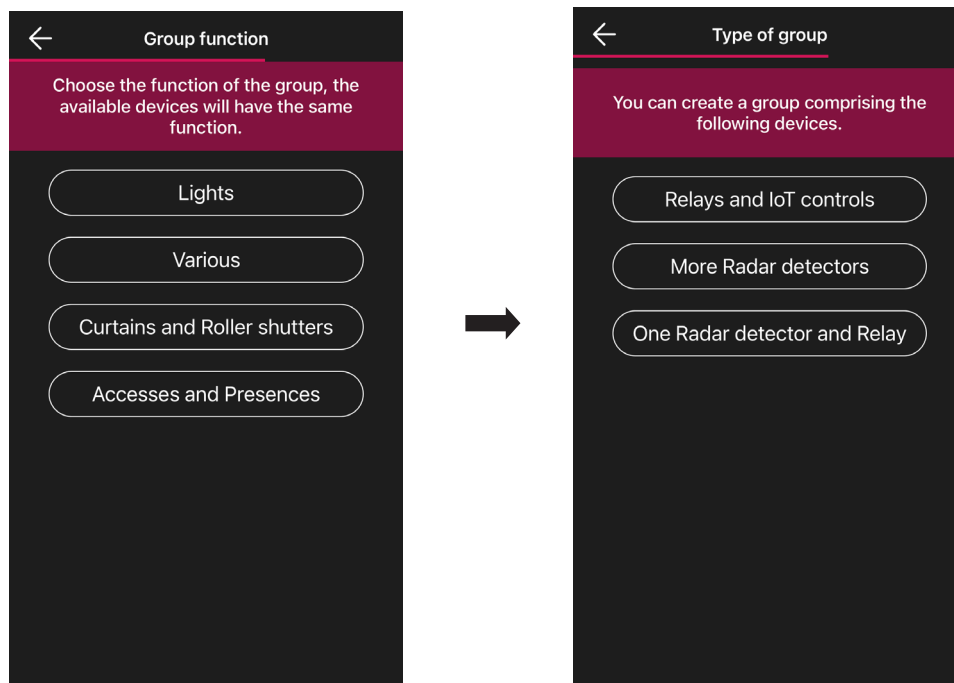 Group function
Choose the function of the group, the
available devices will have the same
function.
Lights
Various
Curtains and Roller shutters
Accesses and Presences
Type of group
You can create a group comprising the
following devices.
Relays and IoT controls
More Radar detectors
One Radar detector and Relay